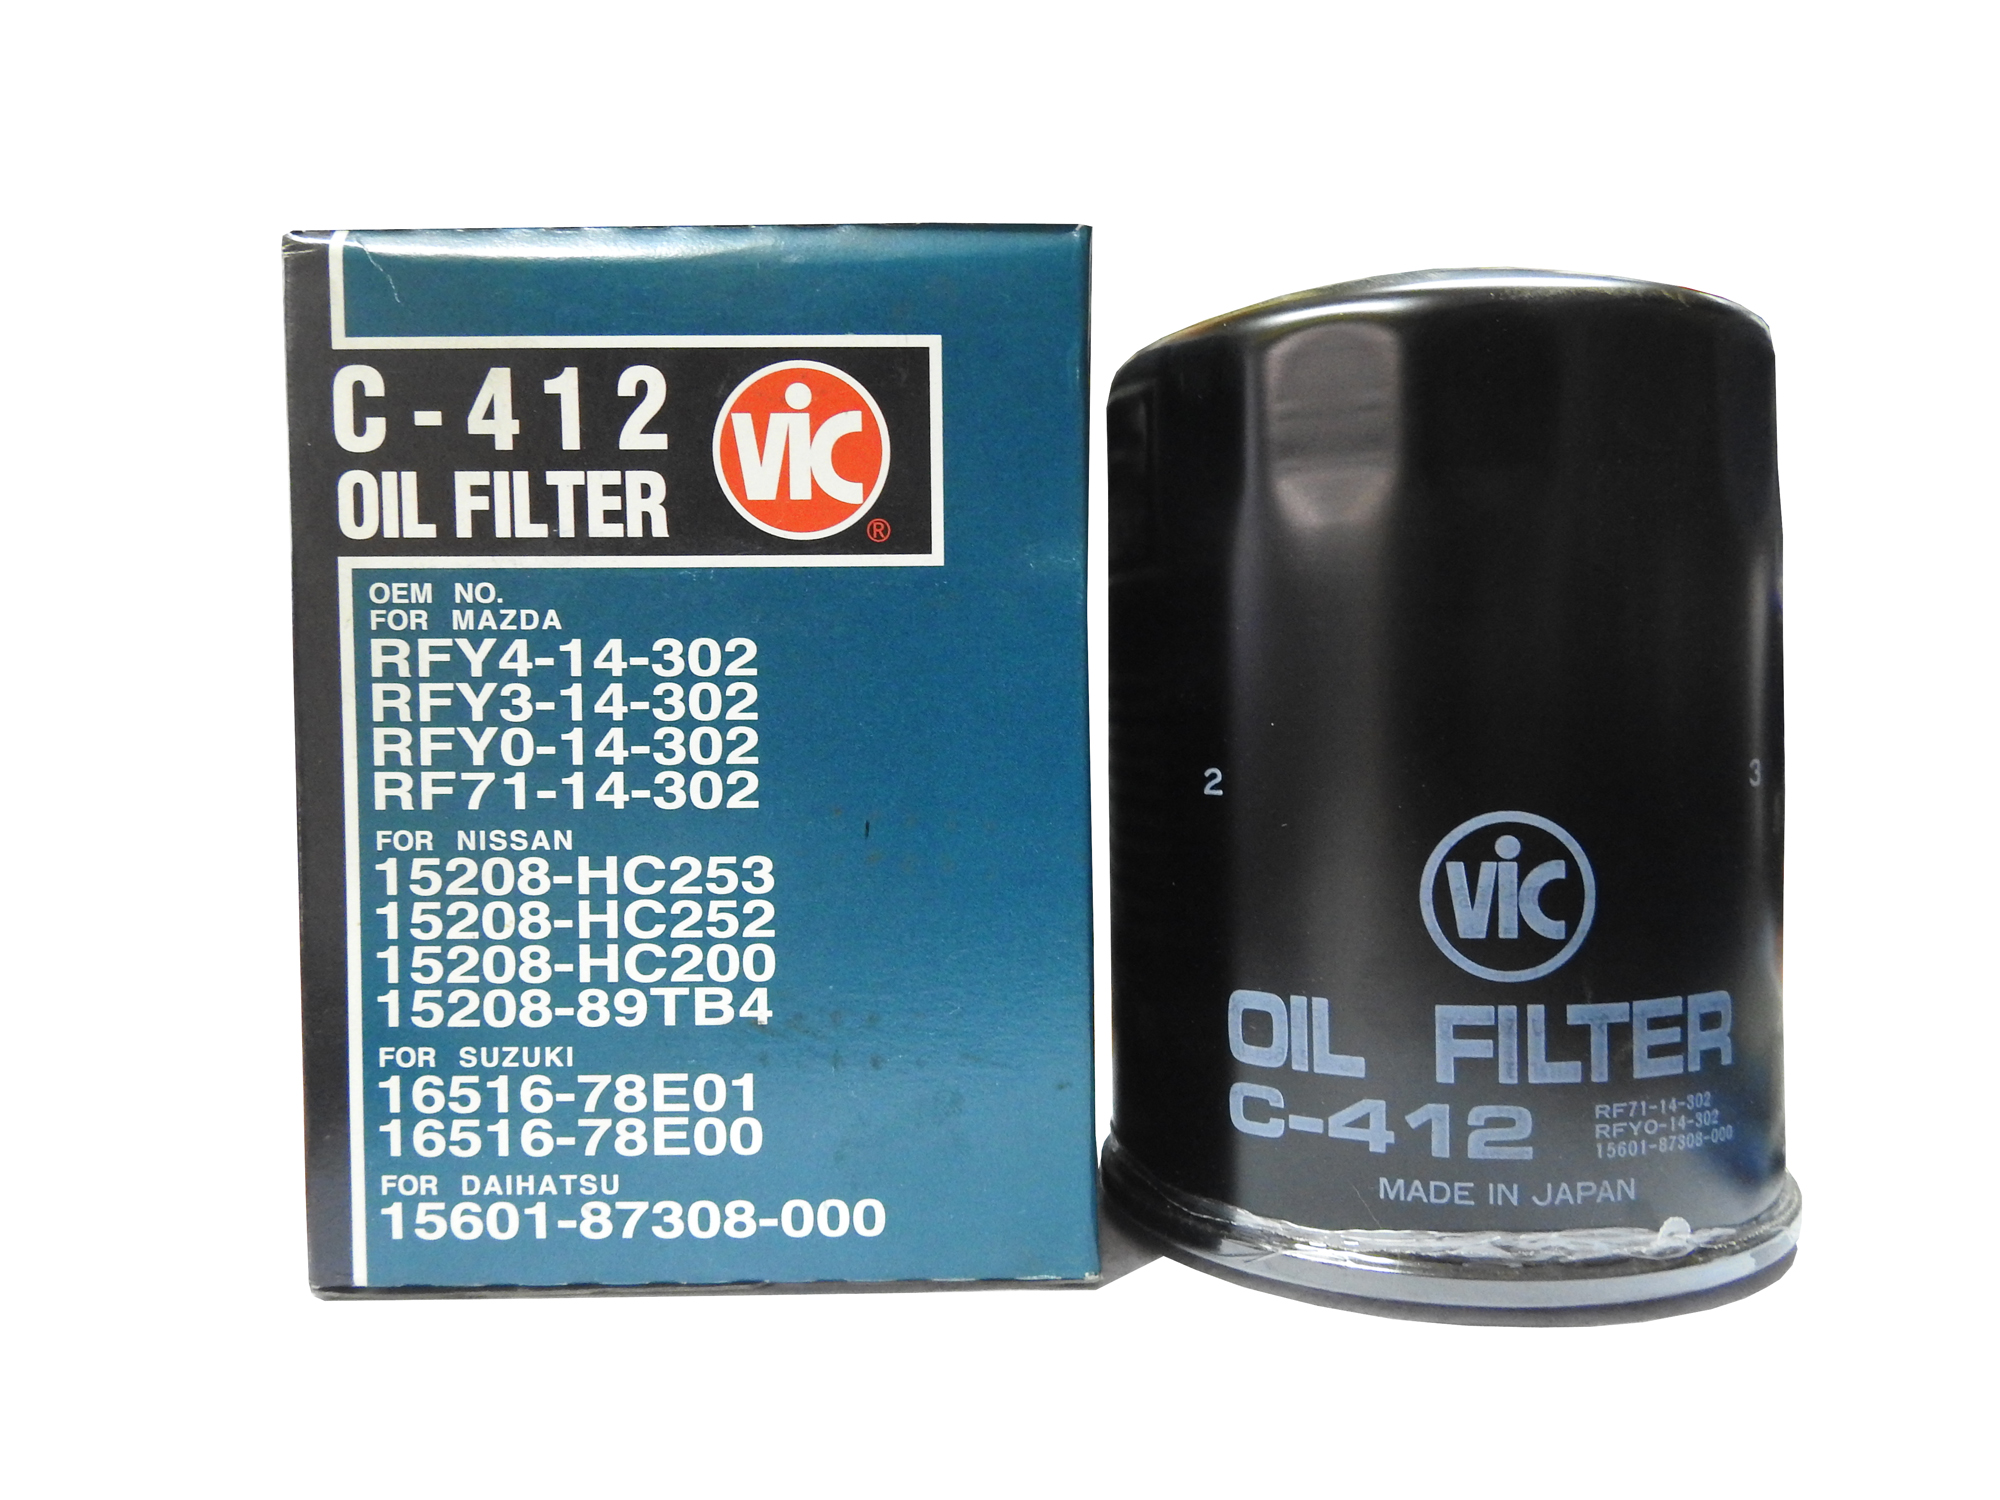 C-412
OIL FILTER
ViC
®
OEM NO.
FOR MAZDA
RFY4-14-302
RFY3-14-302
RFY0-14-302
RF71-14-302
FOR NISSAN
15208-HC253
15208-HC252
15208-HC200
15208-89TB4
FOR SUZUKI
16516-78E01
16516-78E00
FOR DAIHATSU
15601-87308-000
2
3
ViC
OIL FILTER
C-412
RF71-14-302
RFY0-14-302
15601-87308-000
MADE IN JAPAN